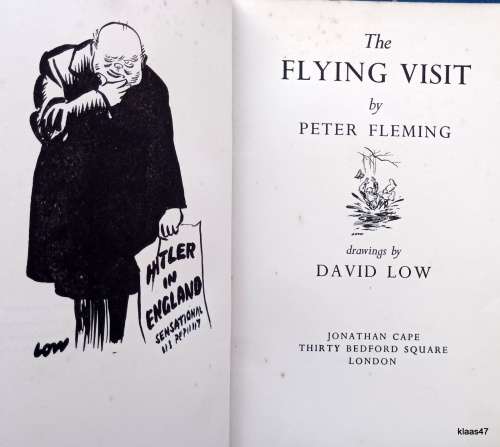 HITLER
IN
ENGLAND
SENSATIONAL
LOW
The
FLYING VISIT
by
PETER FLEMING
LOW
drawings by
DAVID LOW
JONATHAN CAPE
THIRTY BEDFORD SQUARE
LONDON
klaas47